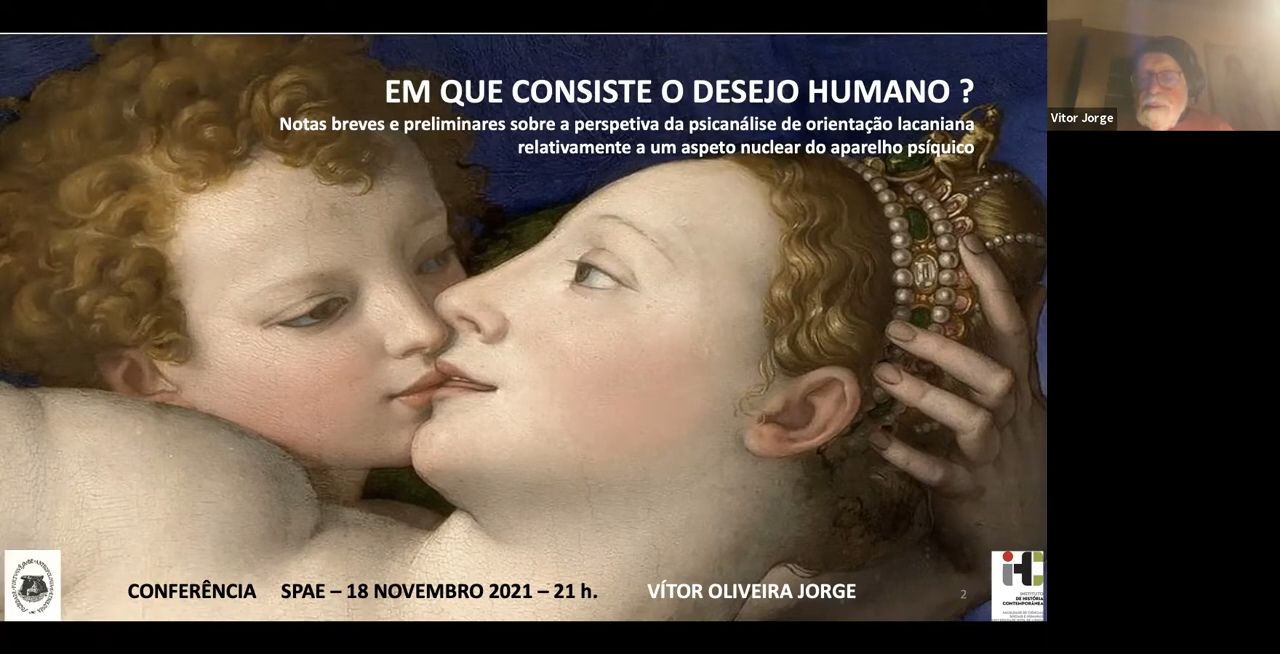 EM QUE CONSISTE O DESEJO HUMANO ?
Notas breves e preliminares sobre a perspetiva da psicanálise de orientação lacaniana
relativamente a um aspeto nuclear do aparelho psíquico
Vitor Jorge
CONFERÊNCIA SPAE – 18 NOVEMBRO 2021 – 21 h. VÍTOR OLIVEIRA JORGE
2
INSTITUTO
DE HISTÓRIA
CONTEMPORÂNEA